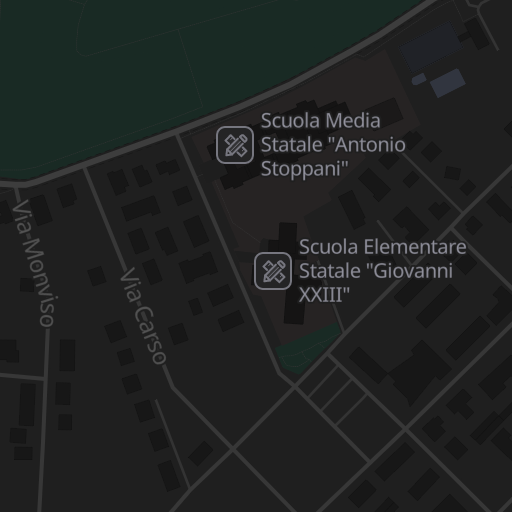 Scuola Media
Statale "Antonio
Stoppani"
Scuola Elementare
Statale "Giovanni
XXIII"
Via Monviso
Via Carso